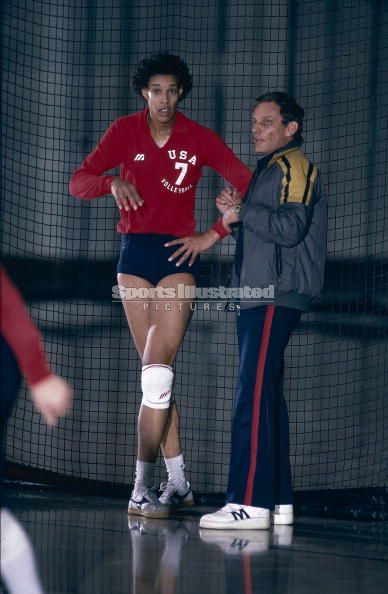 USA
7
VOLLEYBALL
Sports Illustrated
PICTURES